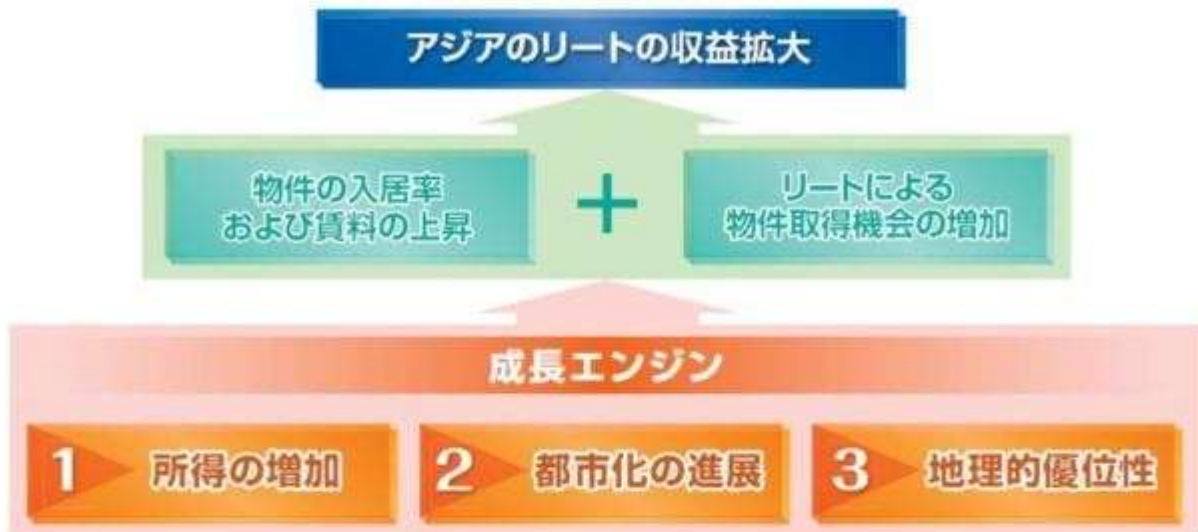 アジアのリートの収益拡大
物件の入居率
および賃料の上昇
+
リートによる
物件取得機会の増加
成長エンジン
1 所得の増加
2 都市化の進展
3 地理的優位性